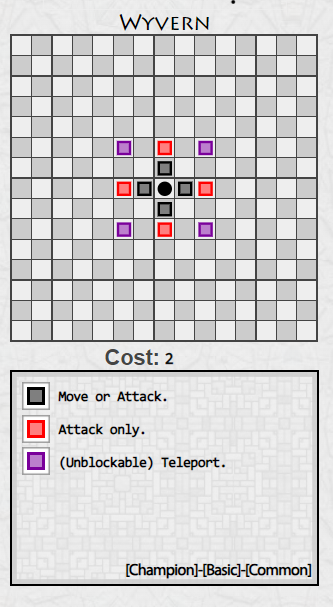 Wyvern
Cost: 2
Move or Attack.
Attack only.
(Unblockable) Teleport.
[Champion]-[Basic]-[Common]